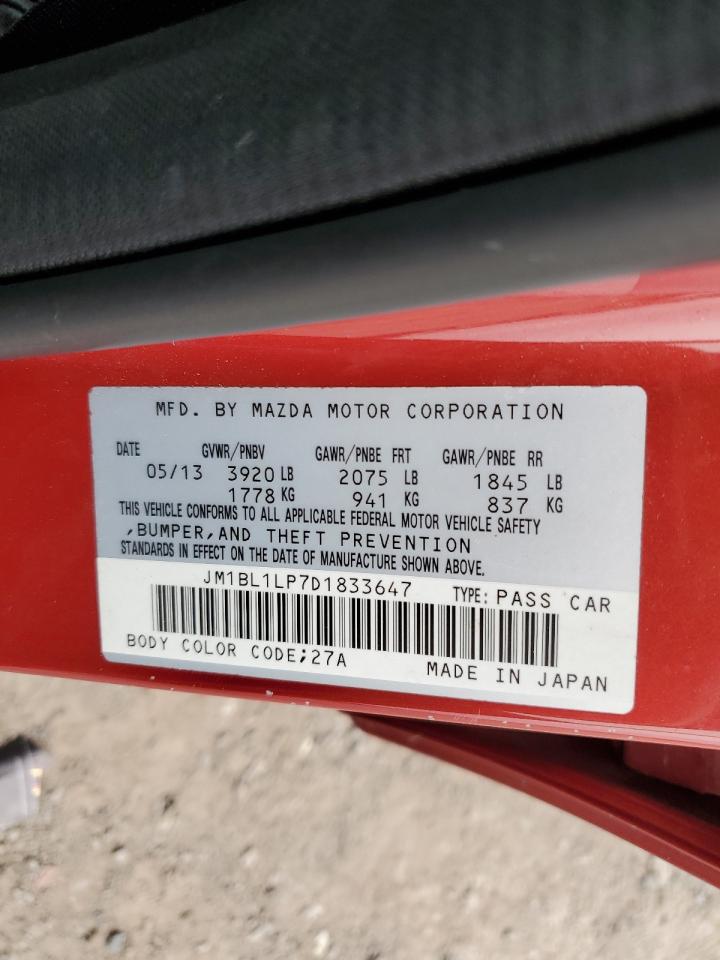 MFD. BY MAZDA MOTOR CORPORATION
DATE GVWR/PNBV GAWR/PNBE FRT GAWR/PNBE RR
05/13 3920 LB 2075 LB 1845 LB
1778 KG 941 KG 837 KG
THIS VEHICLE CONFORMS TO ALL APPLICABLE FEDERAL MOTOR VEHICLE SAFETY
,BUMPER,AND THEFT PREVENTION
STANDARDS IN EFFECT ON THE DATE OF MANUFACTURE SHOWN ABOVE.
JM1BL1LP7D1833647 TYPE: PASS CAR
BODY COLOR CODE;27A MADE IN JAPAN